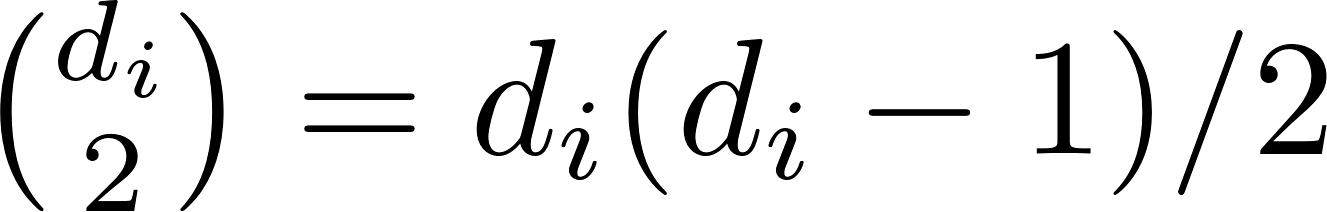 $\binom{d_i}{2} = d_i(d_i - 1)/2$